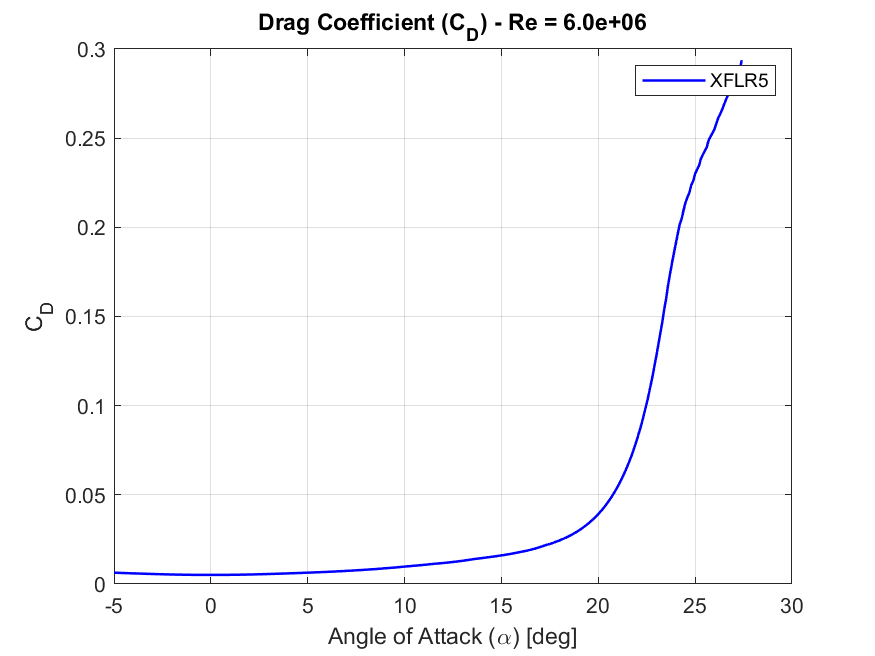 Drag Coefficient (C_D) - Re = 6.0e+06
XFLR5
0.3
0.25
0.2
0.15
0.1
0.05
0
C_D
-5 0 5 10 15 20 25 30
Angle of Attack (α) [deg]